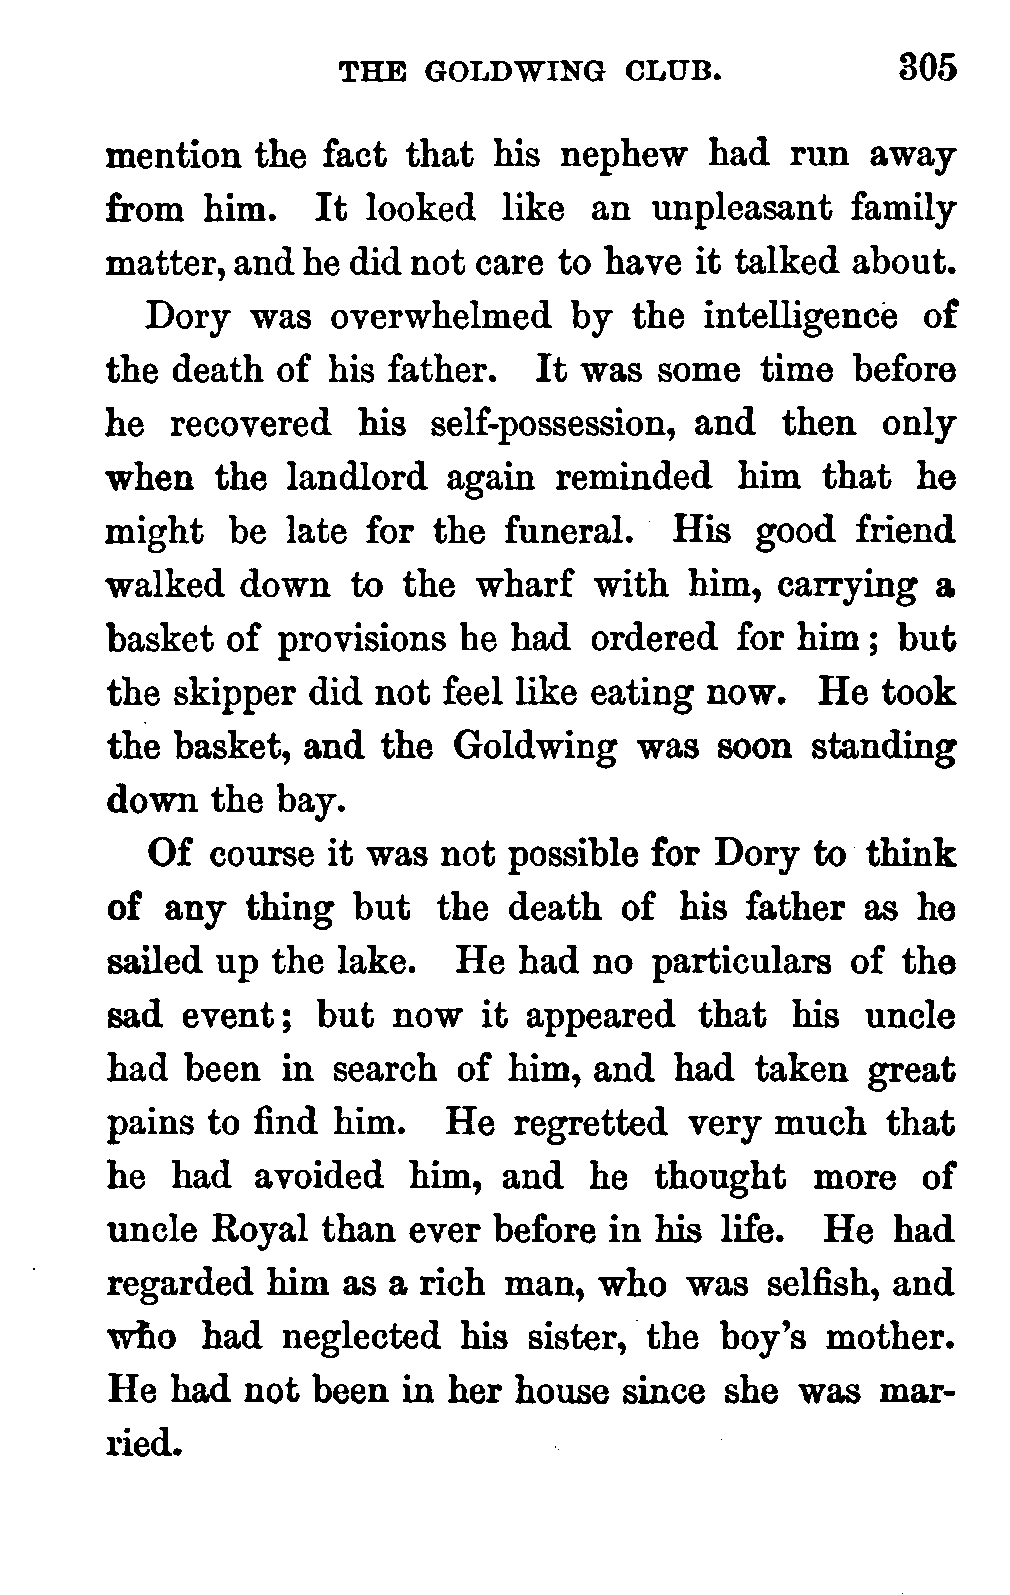 THE GOLDWING CLUB. 305
mention the fact that his nephew had run away
from him. It looked like an unpleasant family
matter, and he did not care to have it talked about.
Dory was overwhelmed by the intelligence of
the death of his father. It was some time before
he recovered his self-possession, and then only
when the landlord again reminded him that he
might be late for the funeral. His good friend
walked down to the wharf with him, carrying a
basket of provisions he had ordered for him; but
the skipper did not feel like eating now. He took
the basket, and the Goldwing was soon standing
down the bay.
Of course it was not possible for Dory to think
of any thing but the death of his father as he
sailed up the lake. He had no particulars of the
sad event; but now it appeared that his uncle
had been in search of him, and had taken great
pains to find him. He regretted very much that
he had avoided him, and he thought more of
uncle Royal than ever before in his life. He had
regarded him as a rich man, who was selfish, and
who had neglected his sister, the boy's mother.
He had not been in her house since she was mar-
ried.